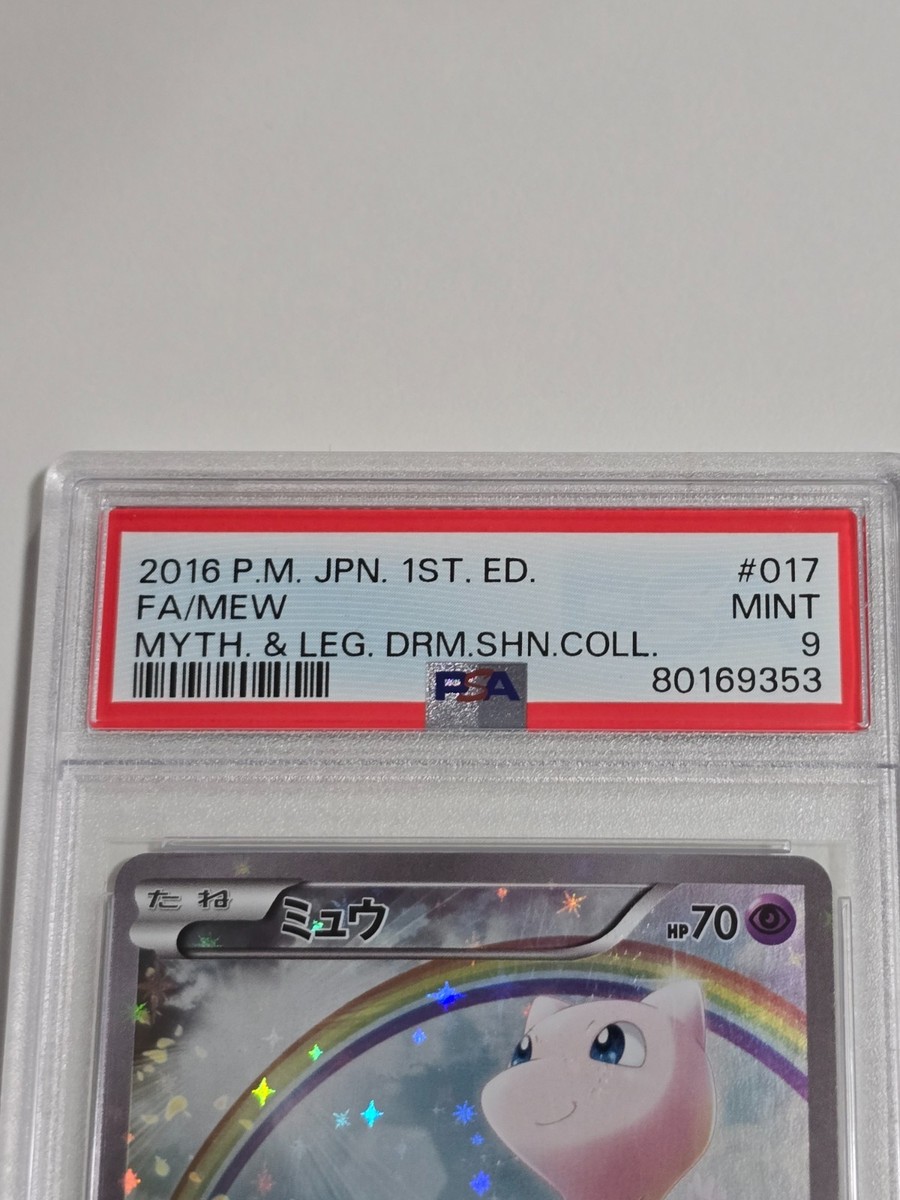 2016 P.M. JPN. 1ST. ED. #017
FA/MEW MINT
MYTH. & LEG. DRM.SHN.COLL. 9
PSA 80169353
たね ミュウ HP70